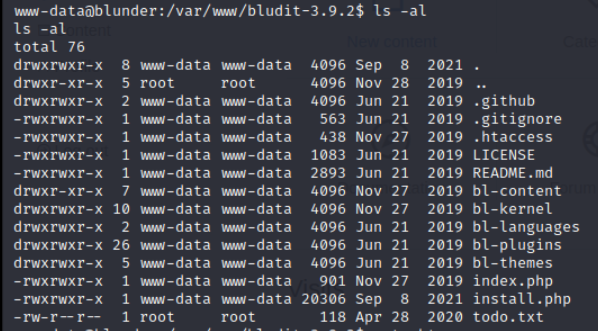 www-data@blunder:/var/www/bludit-3.9.2$ ls -al
ls -al
total 76
drwxrwxr-x  8 www-data www-data  4096 Sep  8  2021 .
drwxr-xr-x  5 root     root      4096 Nov 28  2019 ..
drwxrwxr-x  2 www-data www-data  4096 Jun 21  2019 .github
-rwxrwxr-x  1 www-data www-data   563 Jun 21  2019 .gitignore
-rwxrwxr-x  1 www-data www-data   438 Nov 27  2019 .htaccess
-rwxrwxr-x  1 www-data www-data  1083 Jun 21  2019 LICENSE
-rwxrwxr-x  1 www-data www-data  2893 Jun 21  2019 README.md
drwxr-xr-x  7 www-data www-data  4096 Nov 27  2019 bl-content
drwxrwxr-x 10 www-data www-data  4096 Nov 27  2019 bl-kernel
drwxrwxr-x  2 www-data www-data  4096 Jun 21  2019 bl-languages
drwxrwxr-x 26 www-data www-data  4096 Jun 21  2019 bl-plugins
drwxrwxr-x  5 www-data www-data  4096 Jun 21  2019 bl-themes
-rwxrwxr-x  1 www-data www-data   901 Nov 27  2019 index.php
-rwxrwxr-x  1 www-data www-data 20306 Sep  8  2021 install.php
-rw-r--r--  1 root     root       118 Apr 28  2020 todo.txt